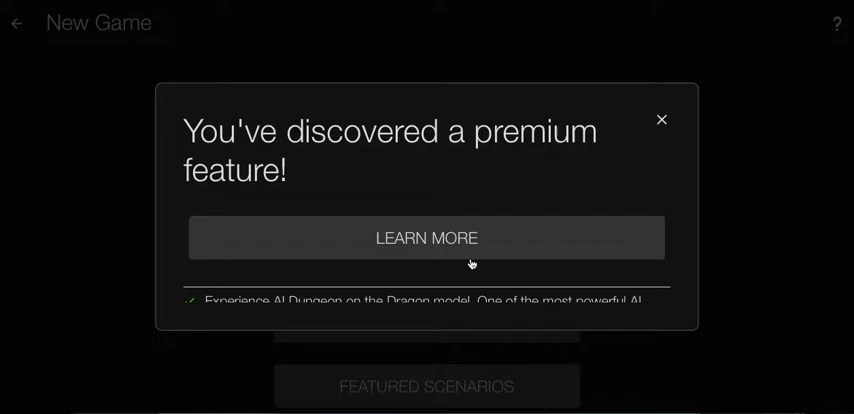 New Game
?
You've discovered a premium
feature!
LEARN MORE
Experience AI Dungeon on the Dragon model. One of the most powerful AI
FEATURED SCENARIOS